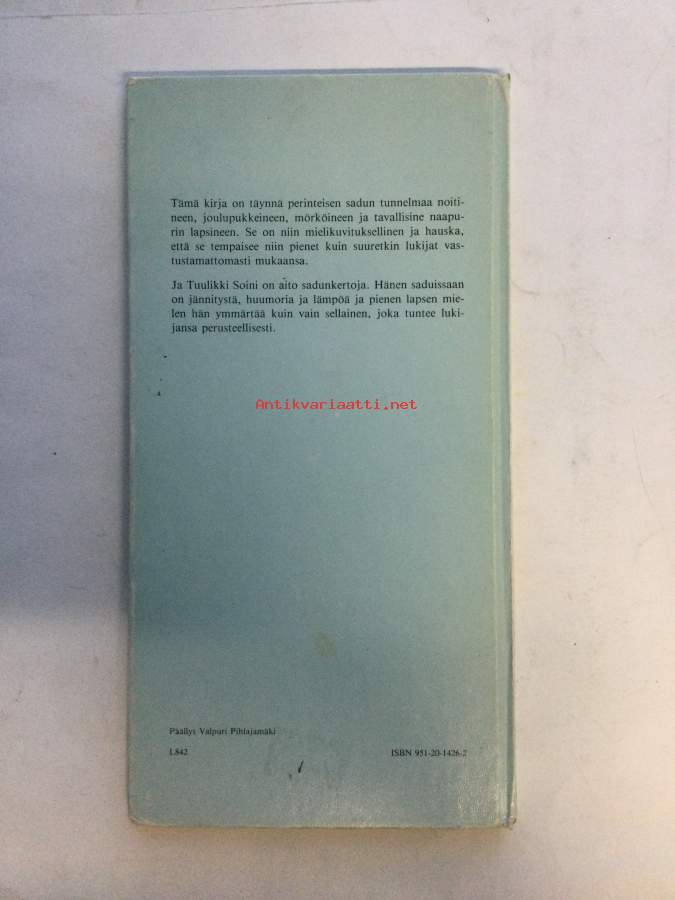 Tämä kirja on täynnä perinteisen sadun tunnelmaa noiti-
neen, joulupukkeineen, mörköineen ja tavallisine naapu-
rin lapsineen. Se on niin mielikuvituksellinen ja hauska,
että se tempaisee niin pienet kuin suuretkin lukijat vas-
tustamattomasti mukaansa.
Ja Tuulikki Soini on aito sadunkertoja. Hänen saduissaan
on jännitystä, huumoria ja lämpöä ja pienen lapsen mie-
len hän ymmärtää kuin vain sellainen, joka tuntee luki-
jansa perusteellisesti.
Antikvariaatti.net
Päällys Valpuri Pihlajamäki
L842
ISBN 951-20-1426-2